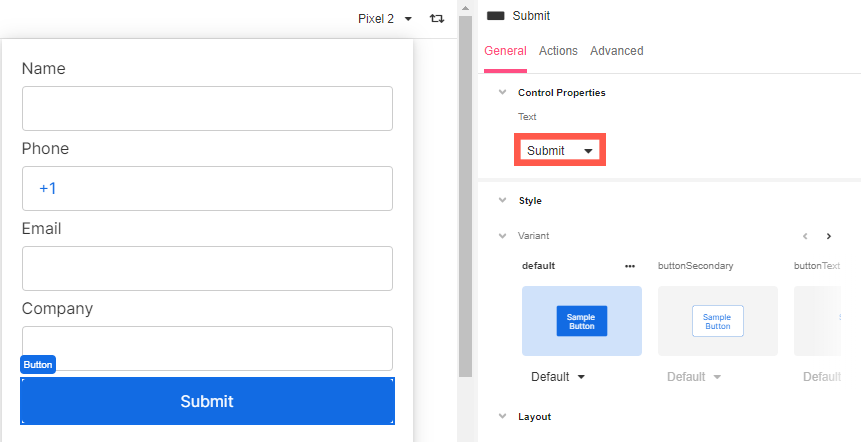 Pixel 2
Name
Phone
+1
Email
Company
Button
Submit
Submit
General Actions Advanced
Control Properties
Text
Submit
Style
Variant
default
buttonSecondary
buttonText
Sample
Button
Sample
Button
Default
Default
Default
Layout